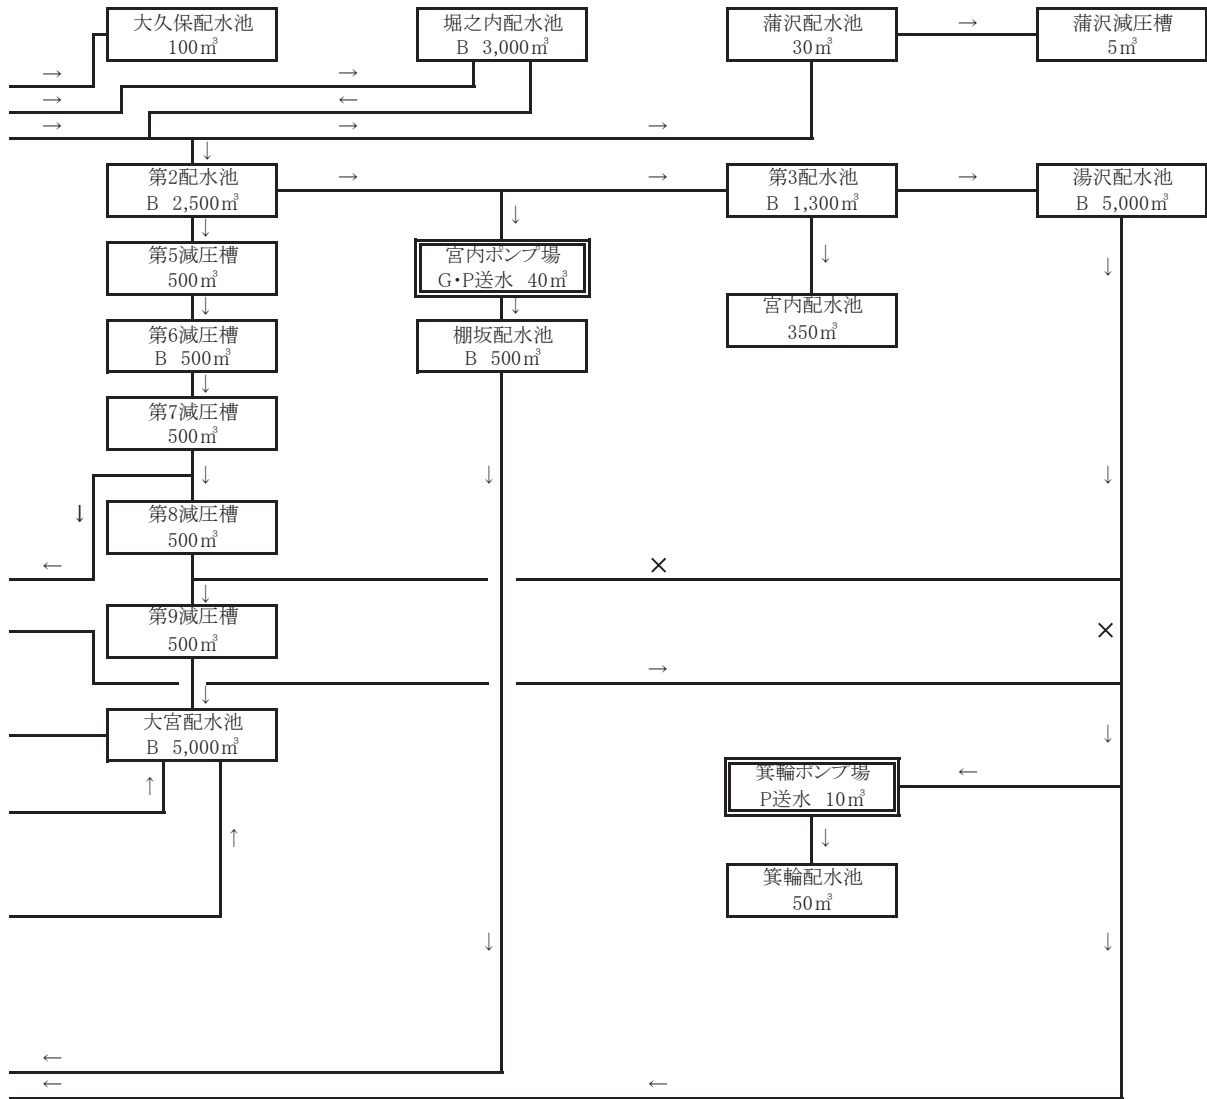 大久保配水池
100㎥
堀之内配水池
B 3,000㎥
蒲沢配水池
30㎥
→
蒲沢減圧槽
5㎥
→
→
→
←
→
→
→
↓
第2配水池
B 2,500㎥
→
→
第3配水池
B 1,300㎥
→
湯沢配水池
B 5,000㎥
↓
↓
第5減圧槽
500㎥
宮内ポンプ場
G・P送水 40㎥
↓
↓
宮内配水池
350㎥
↓
↓
第6減圧槽
B 500㎥
棚坂配水池
B 500㎥
↓
第7減圧槽
500㎥
↓
↓
↓
↓
第8減圧槽
500㎥
←
×
↓
第9減圧槽
500㎥
×
→
↓
大宮配水池
B 5,000㎥
↓
↑
箕輪ポンプ場
P送水 10㎥
←
↑
↓
箕輪配水池
50㎥
↓
↓
←
←
←